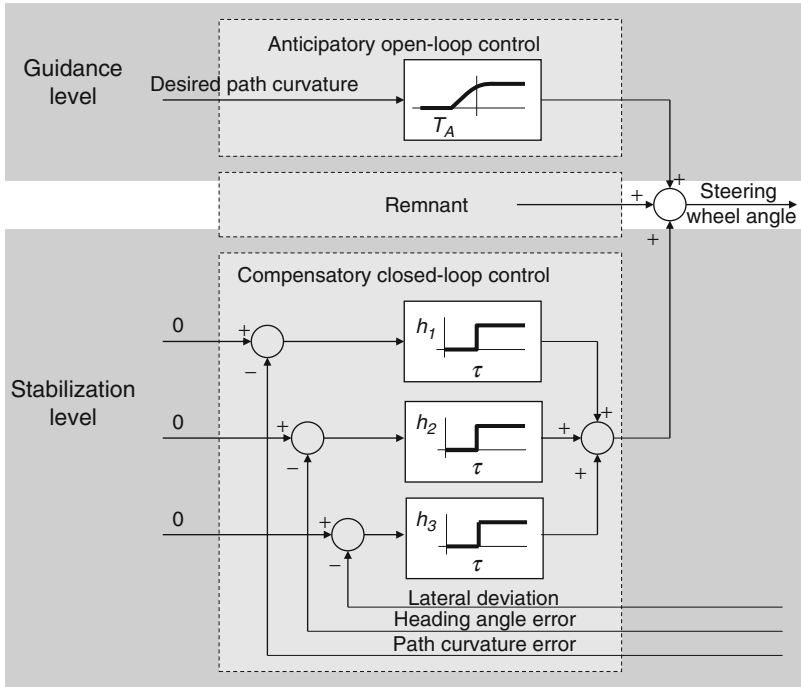 Anticipatory open-loop control
Guidance
level
Desired path curvature
T_A
+
Remnant
+
Steering
wheel angle
+
Compensatory closed-loop control
0
+
−
h_1
τ
+
Stabilization
level
0
+
−
h_2
τ
+
+
0
+
−
h_3
τ
Lateral deviation
Heading angle error
Path curvature error